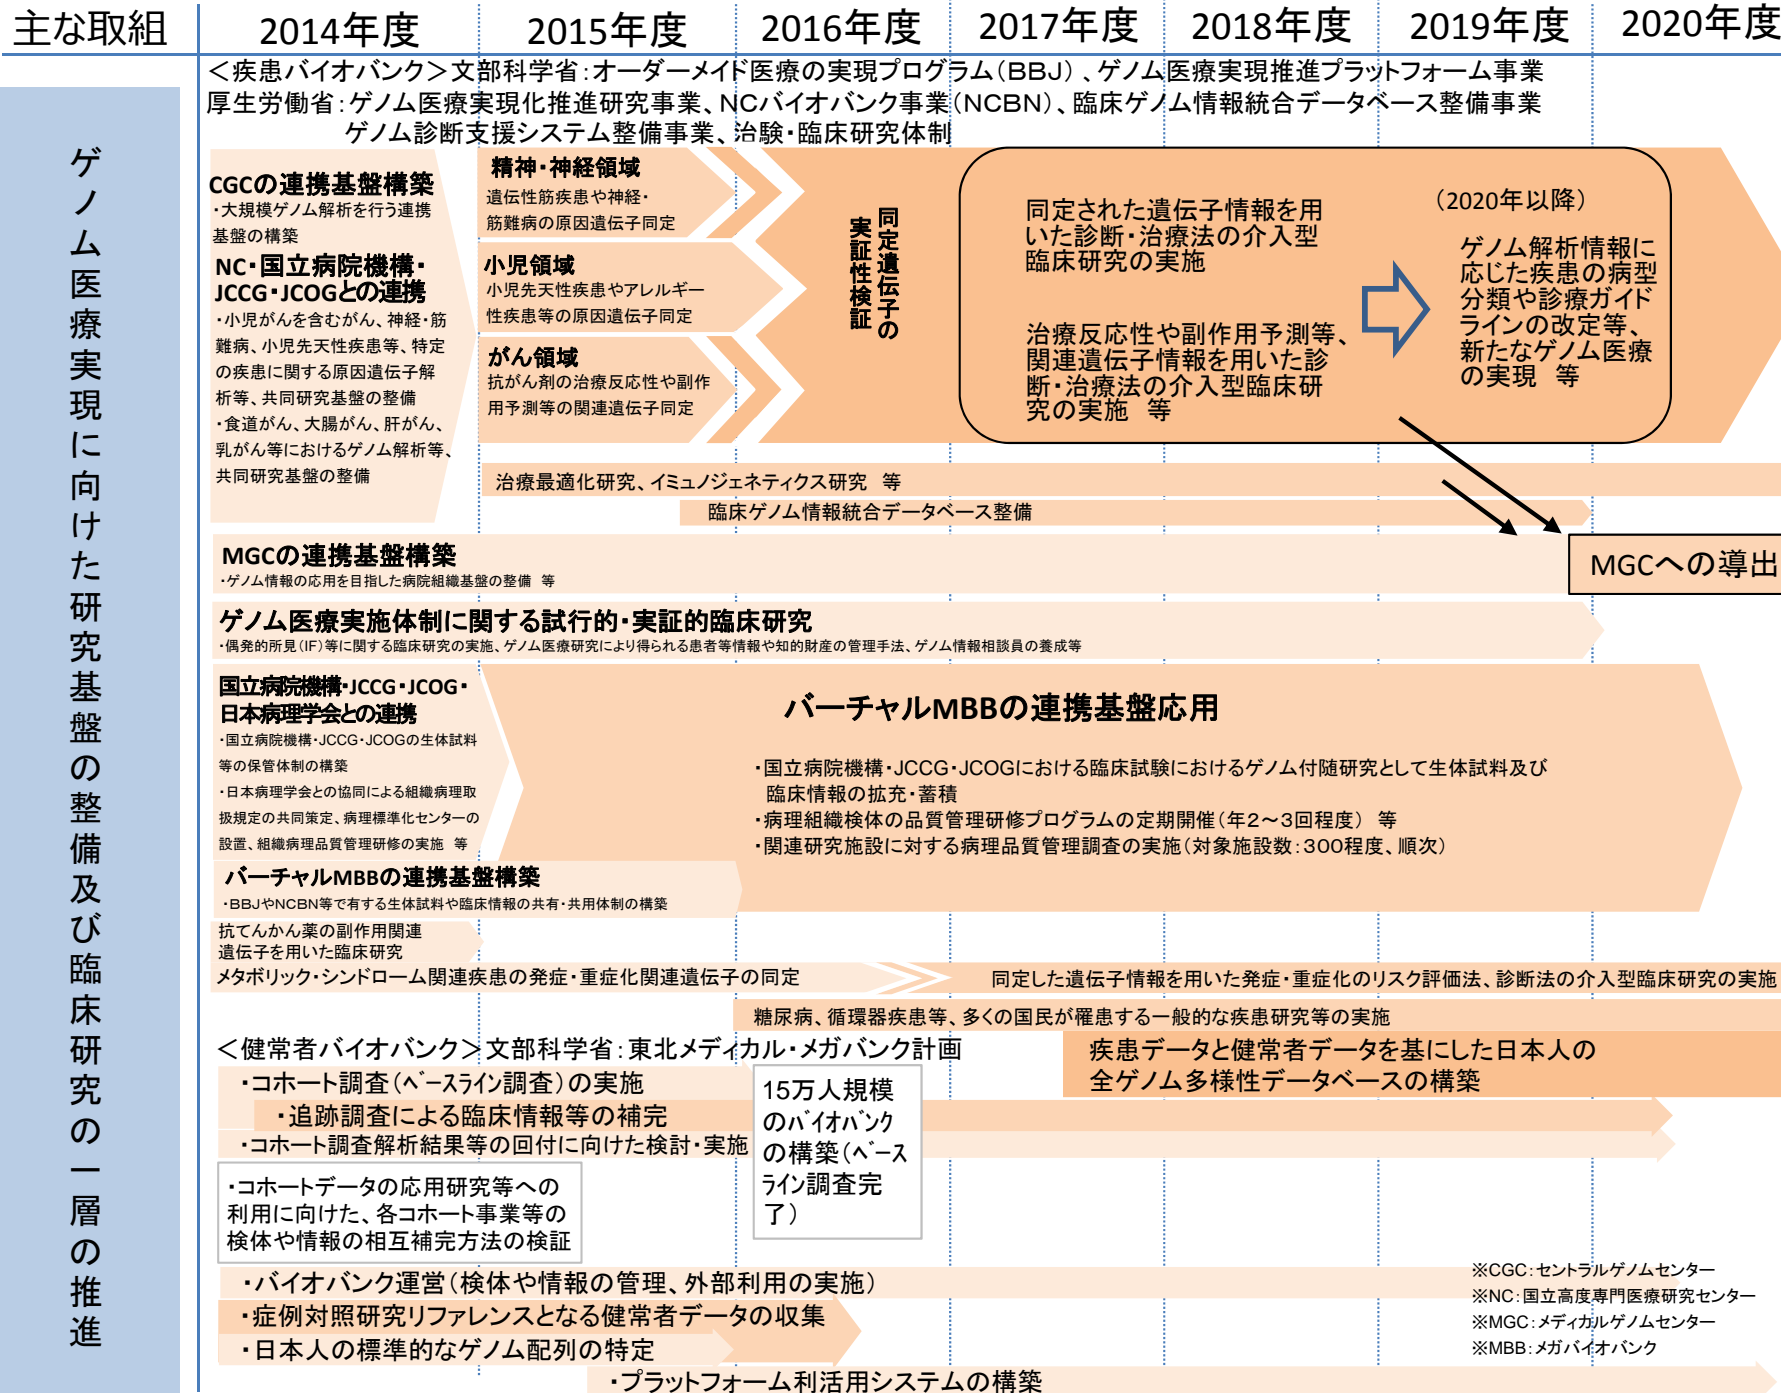 主な取組
2014年度
2015年度
2016年度
2017年度
2018年度
2019年度
2020年度
ゲノム医療実現に向けた研究基盤の整備及び臨床研究の一層の推進
＜疾患バイオバンク＞文部科学省：オーダーメイド医療の実現プログラム（BBJ）、ゲノム医療実現推進プラットフォーム事業
厚生労働省：ゲノム医療実現化推進研究事業、NCバイオバンク事業（NCBN）、臨床ゲノム情報統合データベース整備事業
ゲノム診断支援システム整備事業、治験・臨床研究体制
CGCの連携基盤構築
・大規模ゲノム解析を行う連携
基盤の構築
NC・国立病院機構・
JCCG・JCOGとの連携
・小児がんを含むがん、神経・筋
難病、小児先天性疾患等、特定
の疾患に関する原因遺伝子解
析等、共同研究基盤の整備
・食道がん、大腸がん、肝がん、
乳がん等におけるゲノム解析等、
共同研究基盤の整備
精神・神経領域
遺伝性筋疾患や神経・
筋難病の原因遺伝子同定
小児領域
小児先天性疾患やアレルギー
性疾患等の原因遺伝子同定
がん領域
抗がん剤の治療反応性や副作
用予測等の関連遺伝子同定
同定遺伝子の
実証性検証
同定された遺伝子情報を用
いた診断・治療法の介入型
臨床研究の実施
治療反応性や副作用予測等、
関連遺伝子情報を用いた診
断・治療法の介入型臨床研
究の実施　等
（2020年以降）
ゲノム解析情報に
応じた疾患の病型
分類や診療ガイド
ラインの改定等、
新たなゲノム医療
の実現　等
治療最適化研究、イミュノジェネティクス研究　等
臨床ゲノム情報統合データベース整備
MGCの連携基盤構築
・ゲノム情報の応用を目指した病院組織基盤の整備　等
MGCへの導出
ゲノム医療実施体制に関する試行的・実証的臨床研究
・偶発的所見（IF）等に関する臨床研究の実施、ゲノム医療研究により得られる患者等情報や知的財産の管理手法、ゲノム情報相談員の養成等
国立病院機構・JCCG・JCOG・
日本病理学会との連携
・国立病院機構・JCCG・JCOGの生体試料
等の保管体制の構築
・日本病理学会との協同による組織病理取
扱規定の共同策定、病理標準化センターの
設置、組織病理品質管理研修の実施　等
バーチャルMBBの連携基盤応用
・国立病院機構・JCCG・JCOGにおける臨床試験におけるゲノム付随研究として生体試料及び
臨床情報の拡充・蓄積
・病理組織検体の品質管理研修プログラムの定期開催（年２～３回程度）　等
・関連研究施設に対する病理品質管理調査の実施（対象施設数：３００程度、順次）
バーチャルMBBの連携基盤構築
・BBJやNCBN等で有する生体試料や臨床情報の共有・共用体制の構築
抗てんかん薬の副作用関連
遺伝子を用いた臨床研究
メタボリック・シンドローム関連疾患の発症・重症化関連遺伝子の同定
同定した遺伝子情報を用いた発症・重症化のリスク評価法、診断法の介入型臨床研究の実施
糖尿病、循環器疾患等、多くの国民が罹患する一般的な疾患研究等の実施
＜健常者バイオバンク＞文部科学省：東北メディカル・メガバンク計画
疾患データと健常者データを基にした日本人の
全ゲノム多様性データベースの構築
・コホート調査（ﾍﾞｰｽﾗｲﾝ調査）の実施
・追跡調査による臨床情報等の補完
・コホート調査解析結果等の回付に向けた検討・実施
15万人規模
のﾊﾞｲｵﾊﾞﾝｸ
の構築（ﾍﾞｰｽ
ﾗｲﾝ調査完
了）
・コホートデータの応用研究等への
利用に向けた、各コホート事業等の
検体や情報の相互補完方法の検証
・バイオバンク運営（検体や情報の管理、外部利用の実施）
・症例対照研究リファレンスとなる健常者データの収集
・日本人の標準的なゲノム配列の特定
・プラットフォーム利活用システムの構築
※CGC：セントラルゲノムセンター
※NC：国立高度専門医療研究センター
※MGC：メディカルゲノムセンター
※MBB：メガバイオバンク